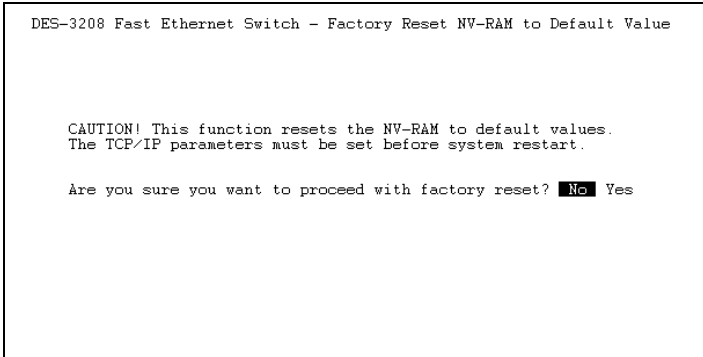 DES-3208 Fast Ethernet Switch - Factory Reset NV-RAM to Default Value
CAUTION! This function resets the NV-RAM to default values.
The TCP/IP parameters must be set before system restart.
Are you sure you want to proceed with factory reset? No Yes